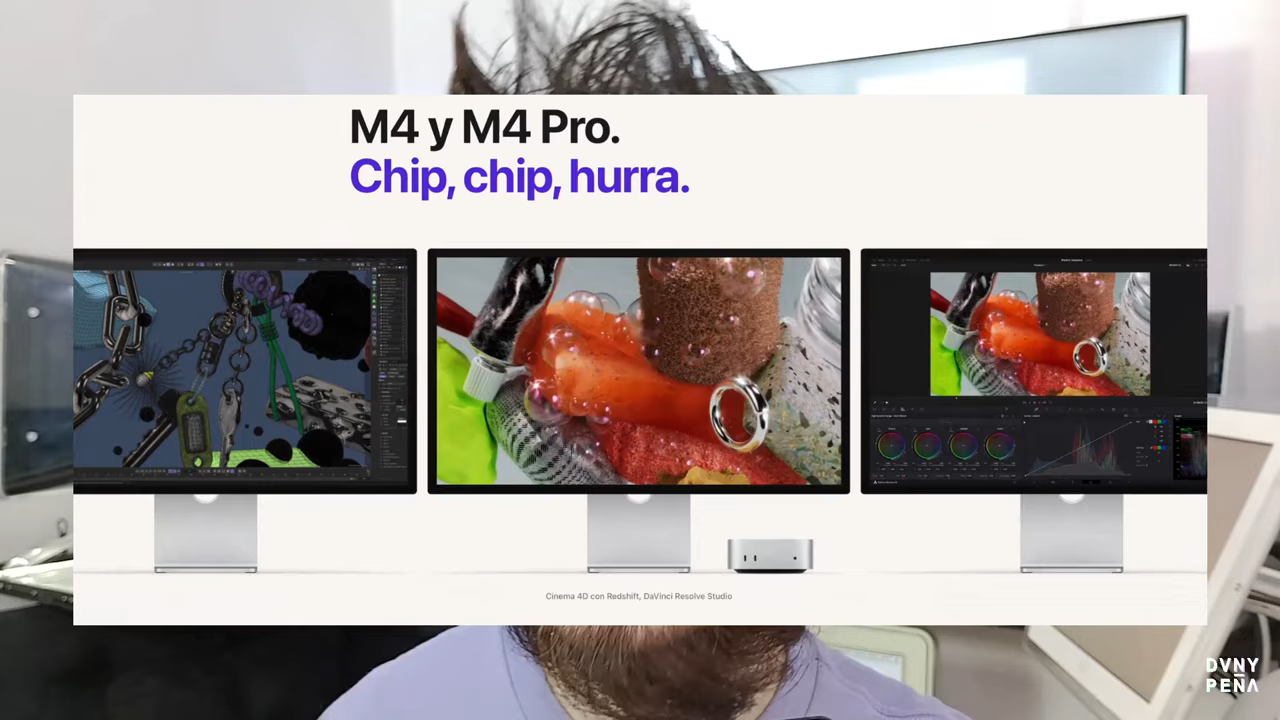 M4 y M4 Pro.
Chip, chip, hurra.
Cinema 4D con Redshift, DaVinci Resolve Studio
DVNY
PEÑA